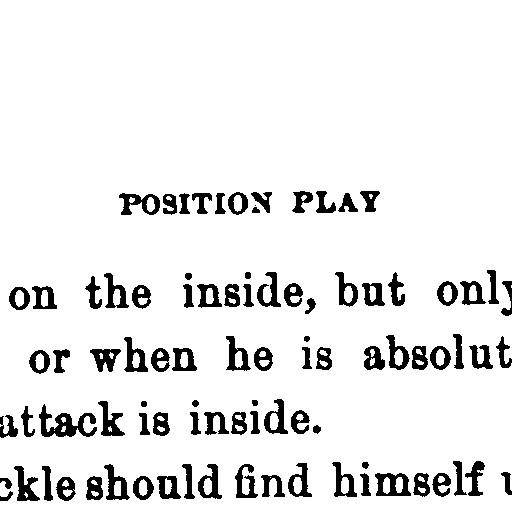 POSITION PLAY
on the inside, but only
or when he is absolut
attack is inside.
ckle should find himself